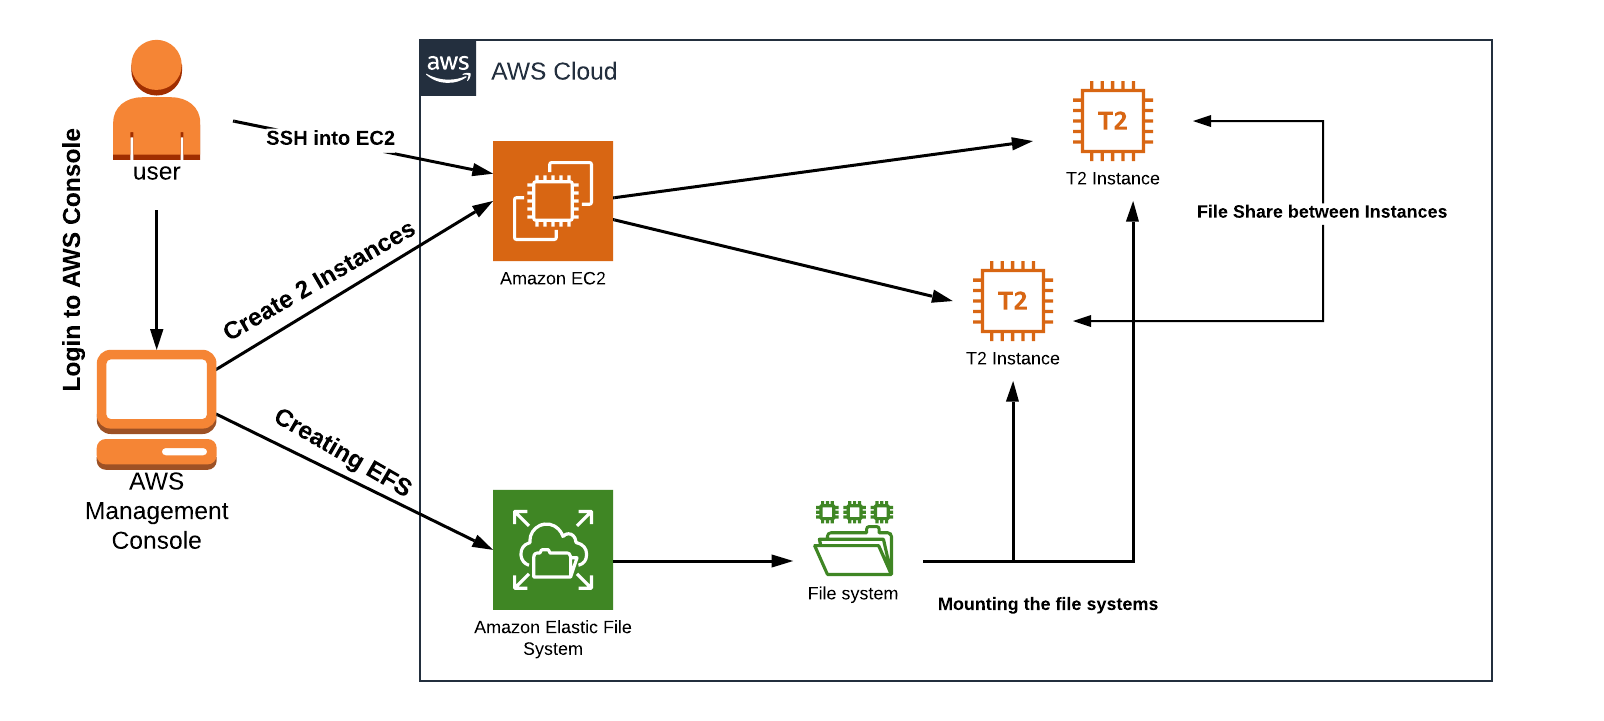 aws
AWS Cloud
user
Login to AWS Console
SSH into EC2
Create 2 Instances
Creating EFS
AWS
Management
Console
Amazon EC2
T2
T2 Instance
File Share between Instances
T2
T2 Instance
Amazon Elastic File
System
File system
Mounting the file systems